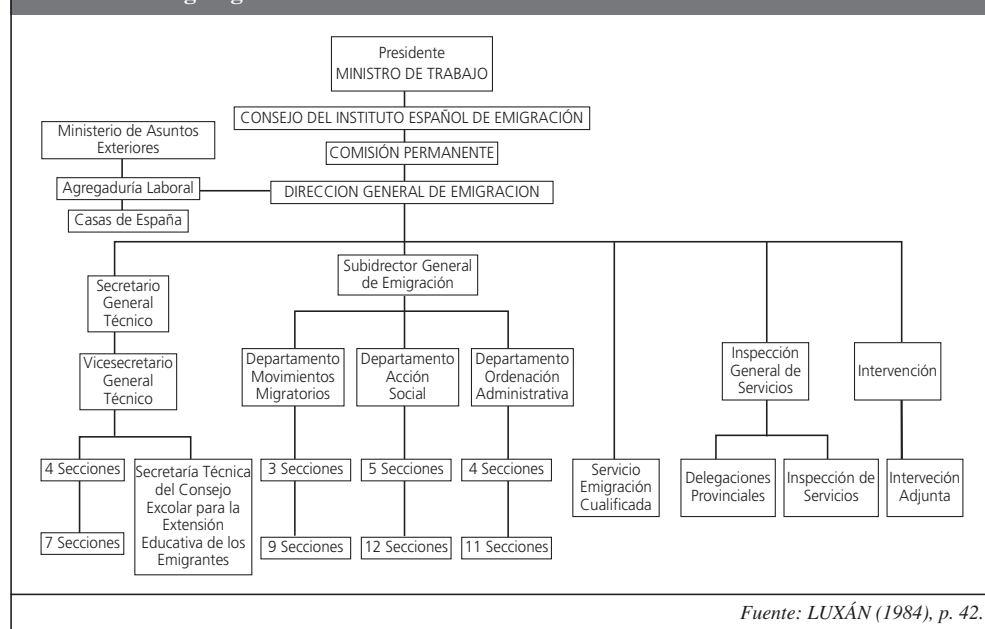 Presidente
MINISTRO DE TRABAJO
CONSEJO DEL INSTITUTO ESPAÑOL DE EMIGRACIÓN
Ministerio de Asuntos
Exteriores
COMISIÓN PERMANENTE
Agregaduría Laboral
DIRECCION GENERAL DE EMIGRACION
Casas de España
Secretario
General
Técnico
Subidrector General
de Emigración
Vicesecretario
General
Técnico
Departamento
Movimientos
Migratorios
Departamento
Acción
Social
Departamento
Ordenación
Administrativa
Inspección
General de
Servicios
Intervención
4 Secciones
Secretaría Técnica
del Consejo
Excolar para la
Extensión
Educativa de los
Emigrantes
3 Secciones
5 Secciones
4 Secciones
Servicio
Emigración
Cualificada
Delegaciones
Provinciales
Inspección de
Servicios
Interveción
Adjunta
7 Secciones
9 Secciones
12 Secciones
11 Secciones
Fuente: LUXÁN (1984), p. 42.